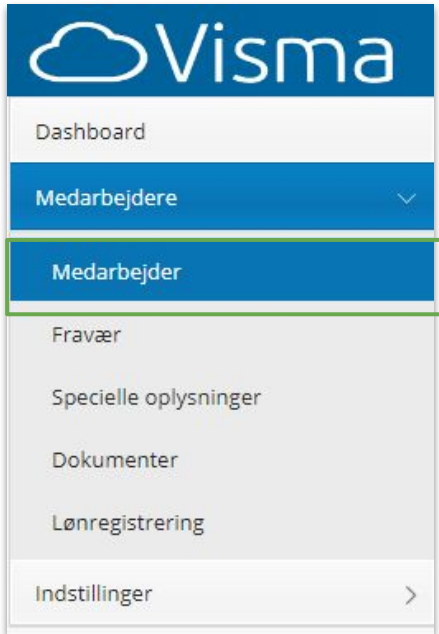 Visma
Dashboard
Medarbejdere
Medarbejder
Fravær
Specielle oplysninger
Dokumenter
Lønregistrering
Indstillinger